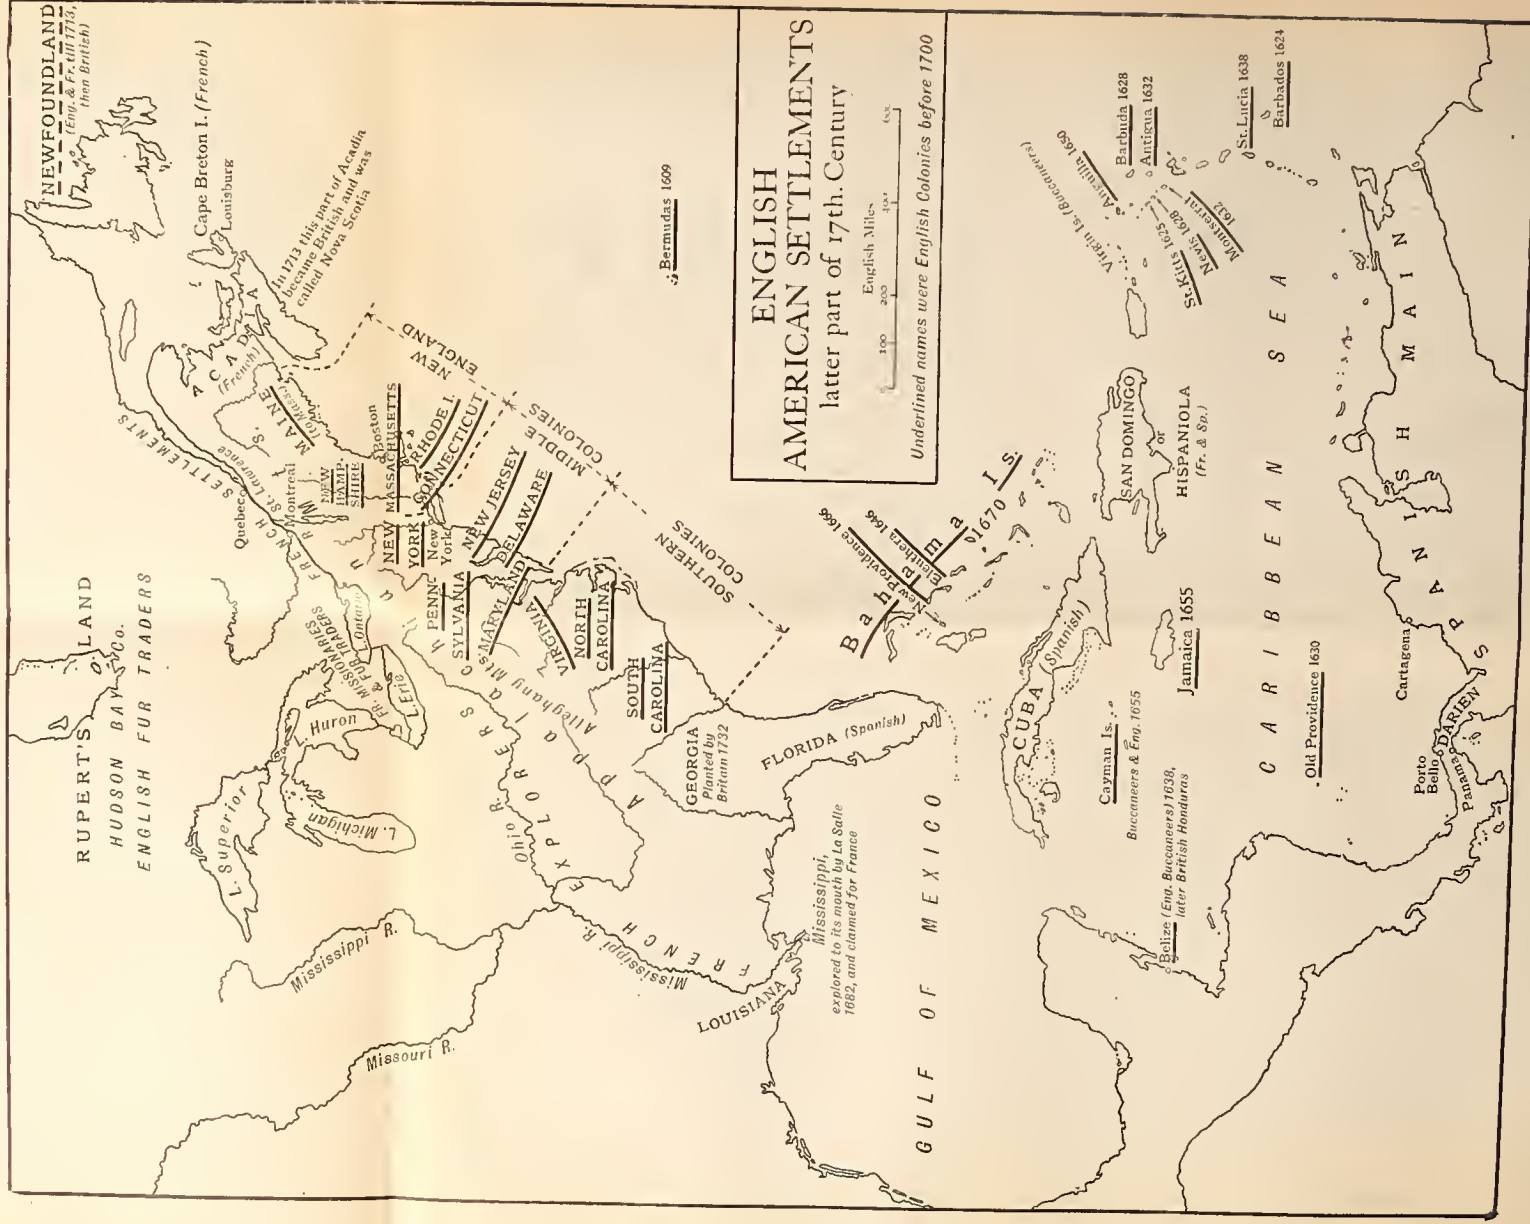 NEWFOUNDLAND
(Eng. & Fr. till 1713,
then British)
Cape Breton I. (French)
Louisburg
In 1713 this part of Acadia
became British and was
called Nova Scotia
ACADIA
(French)
RUPERT'S LAND
HUDSON BAY Co.
ENGLISH FUR TRADERS
FRENCH SETTLEMENTS
Quebec
R. St. Lawrence
Montreal
S.
MAINE
(to Mass.)
NEW
HAMP-
SHIRE
Boston
MASSACHUSETTS
RHODE I.
CONNECTICUT
NEW
ENGLAND
NEW
YORK
New
York
NEW JERSEY
DELAWARE
MIDDLE
COLONIES
PENN-
SYLVANIA
MARYLAND
VIRGINIA
NORTH
CAROLINA
SOUTH
CAROLINA
SOUTHERN
COLONIES
FR. MISSIONARIES
& FUR TRADERS
L. Superior
L. Michigan
L. Huron
L. Erie
Ontario
Appalachian
Alleghany Mts.
Ohio R.
FRENCH EXPLORERS
Mississippi R.
Mississippi R.
Missouri R.
LOUISIANA
Mississippi,
explored to its mouth by La Salle
1682, and claimed for France
GEORGIA
Planted by
Britain 1732
FLORIDA (Spanish)
Bermudas 1609
ENGLISH
AMERICAN SETTLEMENTS
latter part of 17th. Century
English Miles
0 100 200 400 600
Underlined names were English Colonies before 1700
GULF OF MEXICO
Bahama Is.
1670
New Providence 1666
Eleuthera 1646
CUBA (Spanish)
Cayman Is.
Buccaneers & Eng. 1655
Jamaica 1655
SAN DOMINGO
or
HISPANIOLA
(Fr. & Sp.)
Virgin Is. (Buccaneers)
Anguilla 1650
Barbuda 1628
Antigua 1632
St. Kitts 1625
Nevis 1628
Montserrat
1632
St. Lucia 1638
Barbados 1624
Belize (Eng. Buccaneers) 1638,
later British Honduras
CARIBBEAN SEA
Old Providence 1630
Cartagena
Porto
Bello
Panama
DARIEN
SPANISH MAIN